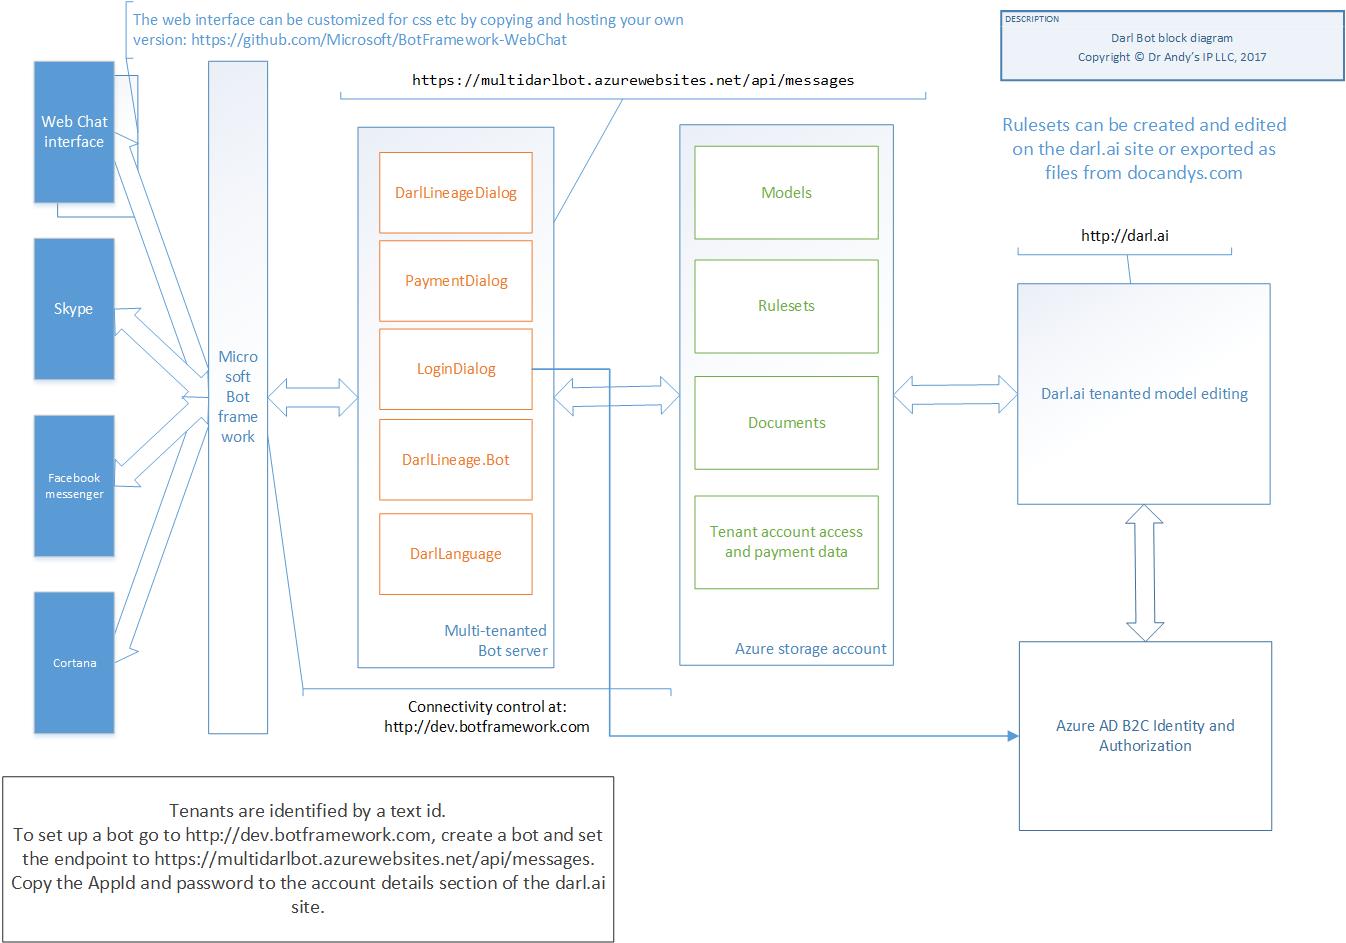 The web interface can be customized for css etc by copying and hosting your own
version: https://github.com/Microsoft/BotFramework-WebChat
DESCRIPTION
Darl Bot block diagram
Copyright © Dr Andy's IP LLC, 2017
https://multidarlbot.azurewebsites.net/api/messages
Rulesets can be created and edited
on the darl.ai site or exported as
files from docandys.com
Web Chat
interface
Skype
Facebook
messenger
Cortana
Micro
soft
Bot
frame
work
DarlLineageDialog
PaymentDialog
LoginDialog
DarlLineage.Bot
DarlLanguage
Multi-tenanted
Bot server
Models
Rulesets
Documents
Tenant account access
and payment data
Azure storage account
http://darl.ai
Darl.ai tenanted model editing
Azure AD B2C Identity and
Authorization
Connectivity control at:
http://dev.botframework.com
Tenants are identified by a text id.
To set up a bot go to http://dev.botframework.com, create a bot and set
the endpoint to https://multidarlbot.azurewebsites.net/api/messages.
Copy the AppId and password to the account details section of the darl.ai
site.